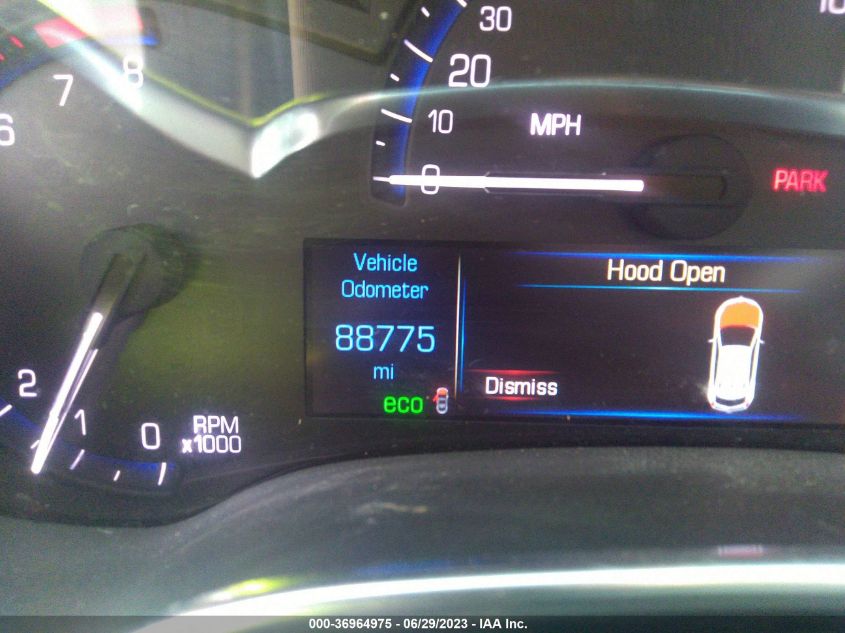 30
20
10
0
MPH
PARK
8
7
6
2
1
0
RPM
x1000
Vehicle
Odometer
88775
mi
eco
Hood Open
Dismiss
000-36964975 - 06/29/2023 - IAA Inc.